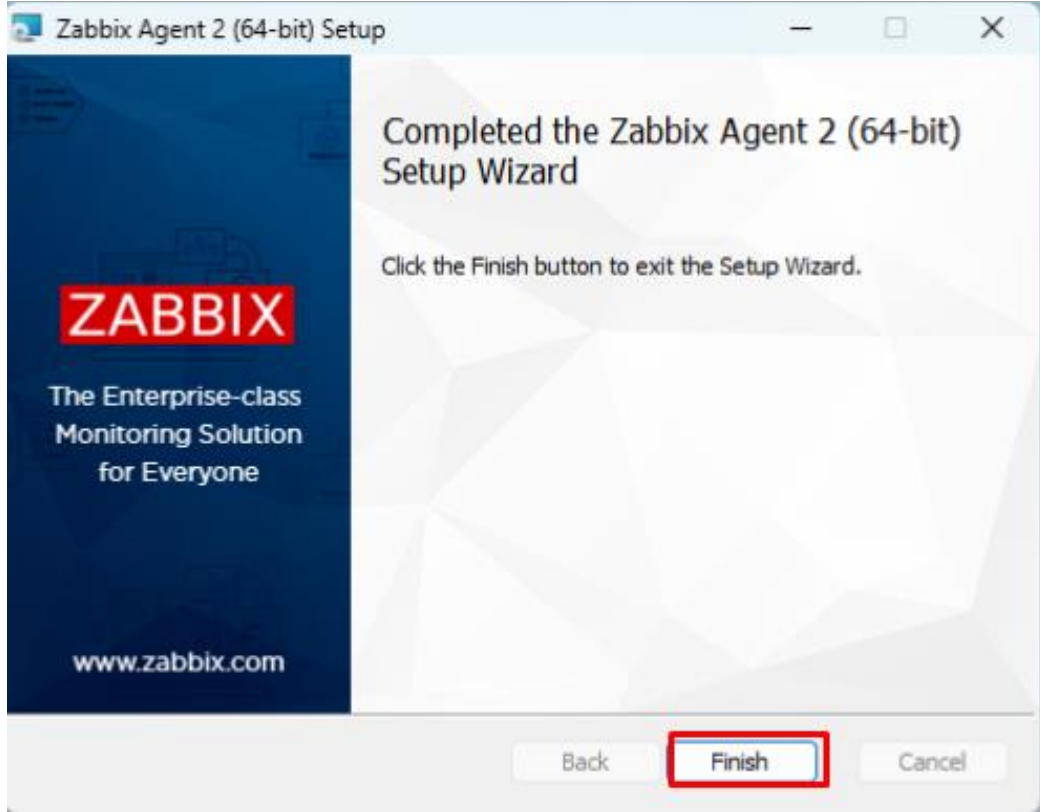 Zabbix Agent 2 (64-bit) Setup
Completed the Zabbix Agent 2 (64-bit)
Setup Wizard
Click the Finish button to exit the Setup Wizard.
ZABBIX
The Enterprise-class
Monitoring Solution
for Everyone
www.zabbix.com
Back
Finish
Cancel